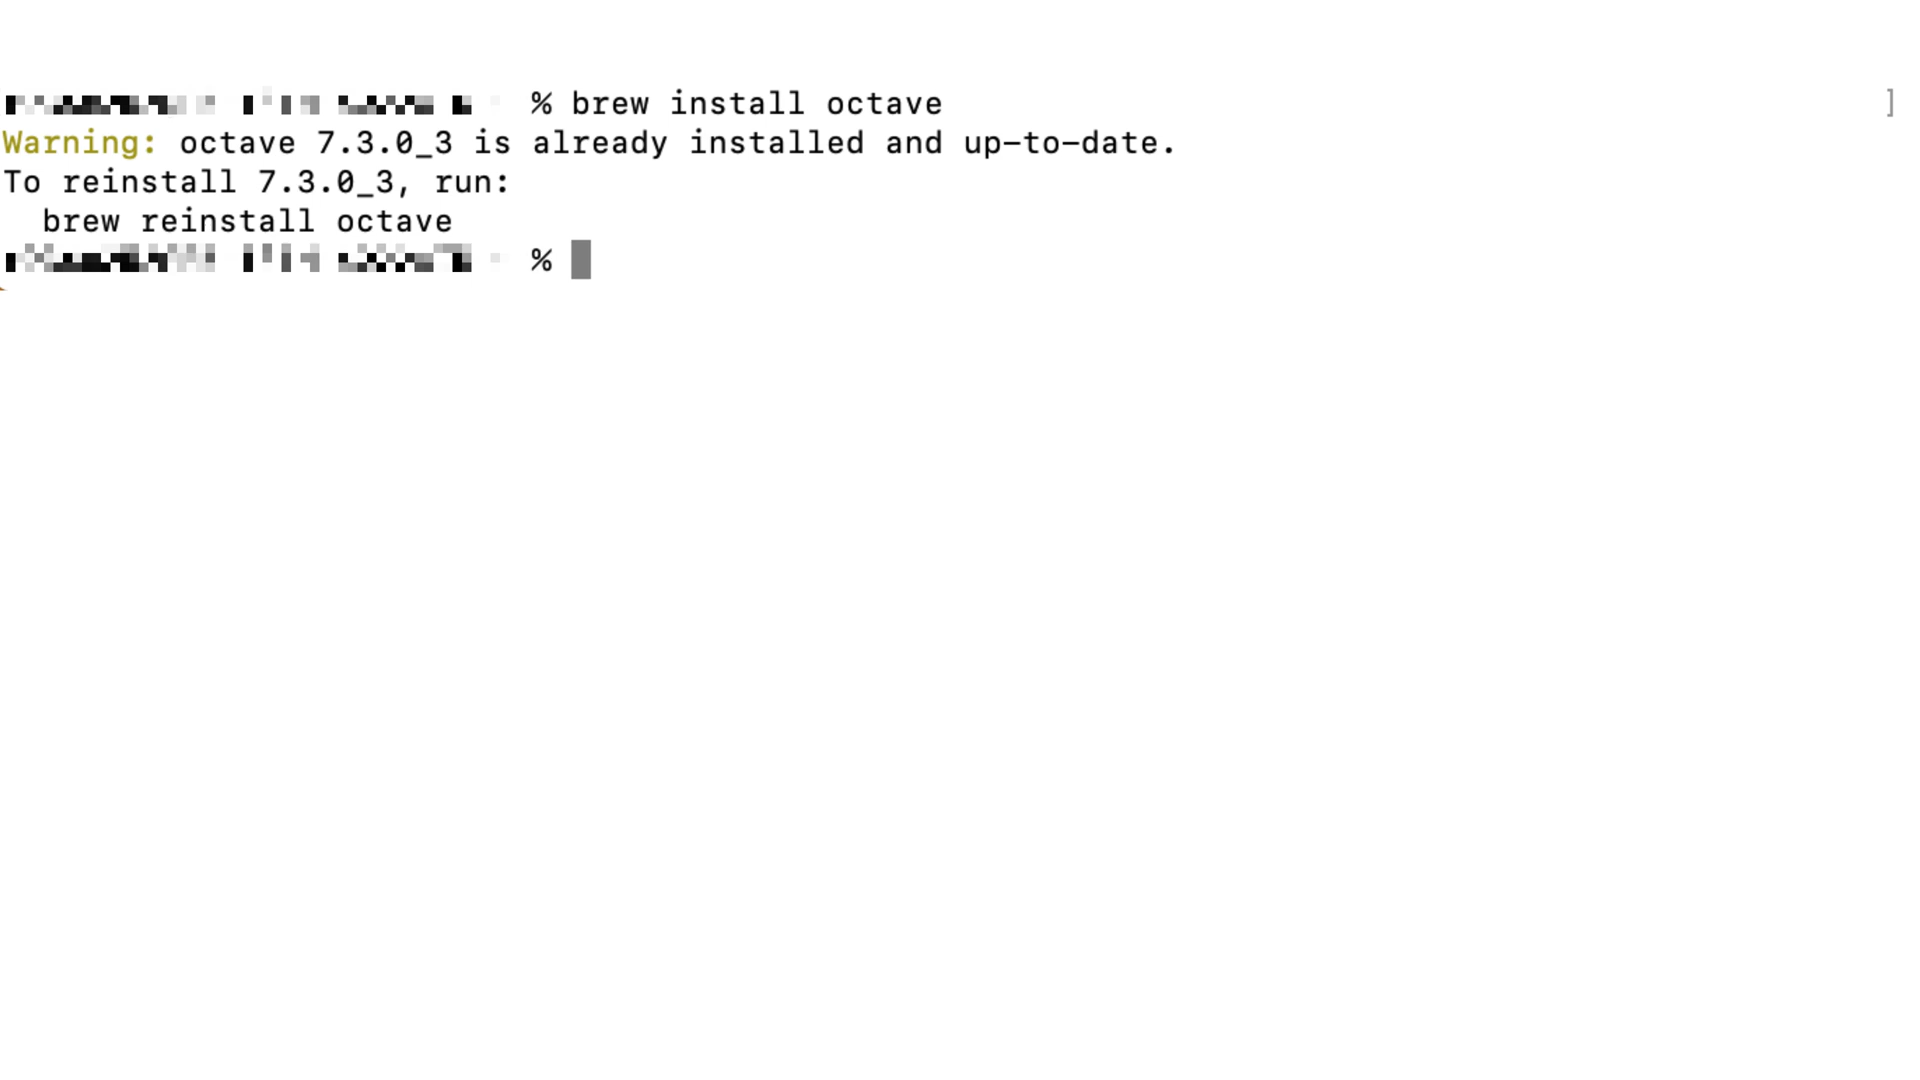 % brew install octave ]
Warning: octave 7.3.0_3 is already installed and up-to-date.
To reinstall 7.3.0_3, run:
brew reinstall octave
%